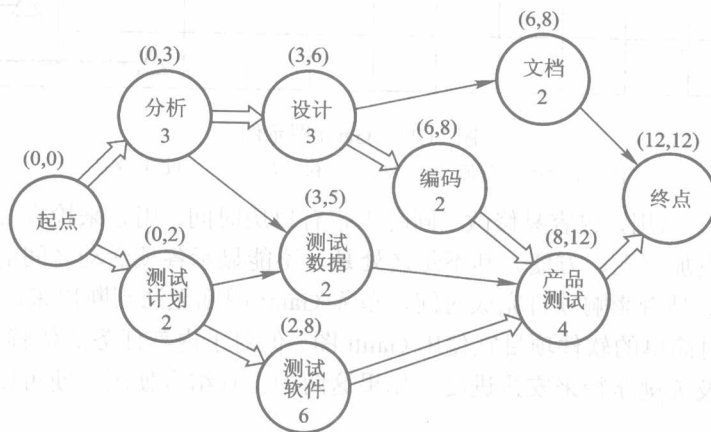 (0,0)
起点
(0,3)
分析
3
(3,6)
设计
3
(6,8)
文档
2
(6,8)
编码
2
(12,12)
终点
(0,2)
测试
计划
2
(3,5)
测试
数据
2
(2,8)
测试
软件
6
(8,12)
产品
测试
4